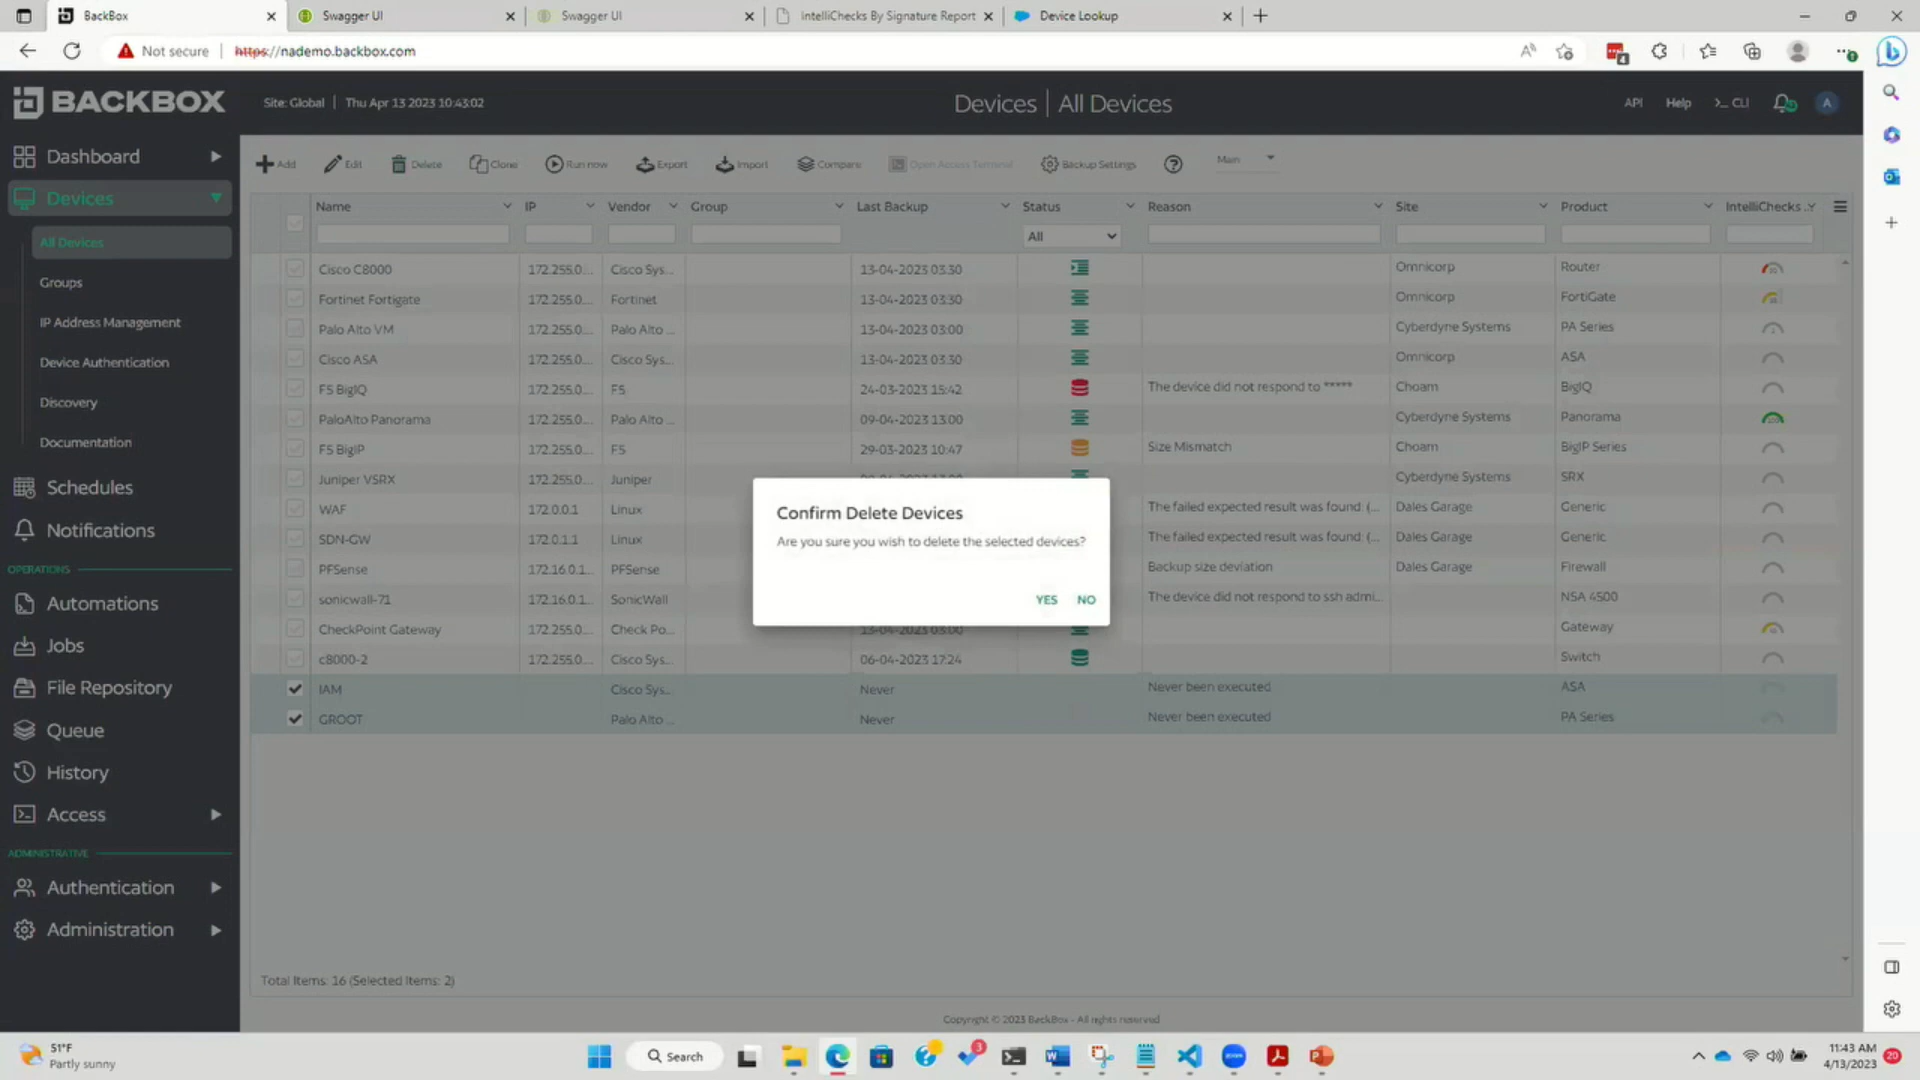 BackBox
Swagger UI
Swagger UI
IntelliChecks By Signature Report
Device Lookup
Not secure
https://nademo.backbox.com
BACKBOX
Site: Global | Thu Apr 13 2023 10:43:02
Devices | All Devices
API
Help
>_ CLI
A
Dashboard
Devices
All Devices
Groups
IP Address Management
Device Authentication
Discovery
Documentation
Schedules
Notifications
OPERATIONS
Automations
Jobs
File Repository
Queue
History
Access
ADMINISTRATIVE
Authentication
Administration
Add Edit Delete Clone Run now Export Import Compare Open Access Terminal Backup Settings Main
Name IP Vendor Group Last Backup Status Reason Site Product IntelliChecks ..
All
Cisco C8000 172.255.0... Cisco Sys... 13-04-2023 03:30 Omnicorp Router
Fortinet Fortigate 172.255.0... Fortinet 13-04-2023 03:30 Omnicorp FortiGate
Palo Alto VM 172.255.0... Palo Alto ... 13-04-2023 03:00 Cyberdyne Systems PA Series
Cisco ASA 172.255.0... Cisco Sys... 13-04-2023 03:30 Omnicorp ASA
F5 BigIQ 172.255.0... F5 24-03-2023 15:42 The device did not respond to ***** Choam BigIQ
PaloAlto Panorama 172.255.0... Palo Alto ... 09-04-2023 13:00 Cyberdyne Systems Panorama
F5 BigIP 172.255.0... F5 29-03-2023 10:47 Size Mismatch Choam BigIP Series
Juniper VSRX 172.255.0... Juniper Cyberdyne Systems SRX
WAF 172.0.0.1 Linux The failed expected result was found: (... Dales Garage Generic
SDN-GW 172.0.1.1 Linux The failed expected result was found: (... Dales Garage Generic
PFSense 172.16.0.1... PFSense Backup size deviation Dales Garage Firewall
sonicwall-71 172.16.0.1... SonicWall The device did not respond to ssh admi... NSA 4500
CheckPoint Gateway 172.255.0... Check Po... 13-04-2023 03:00 Gateway
c8000-2 172.255.0... Cisco Sys... 06-04-2023 17:24 Switch
IAM Cisco Sys... Never Never been executed ASA
GROOT Palo Alto ... Never Never been executed PA Series
Confirm Delete Devices
Are you sure you wish to delete the selected devices?
YES NO
Total Items: 16 (Selected Items: 2)
Copyright © 2023 BackBox - All rights reserved
51°F
Partly sunny
Search
3
zoom
11:43 AM
4/13/2023
20